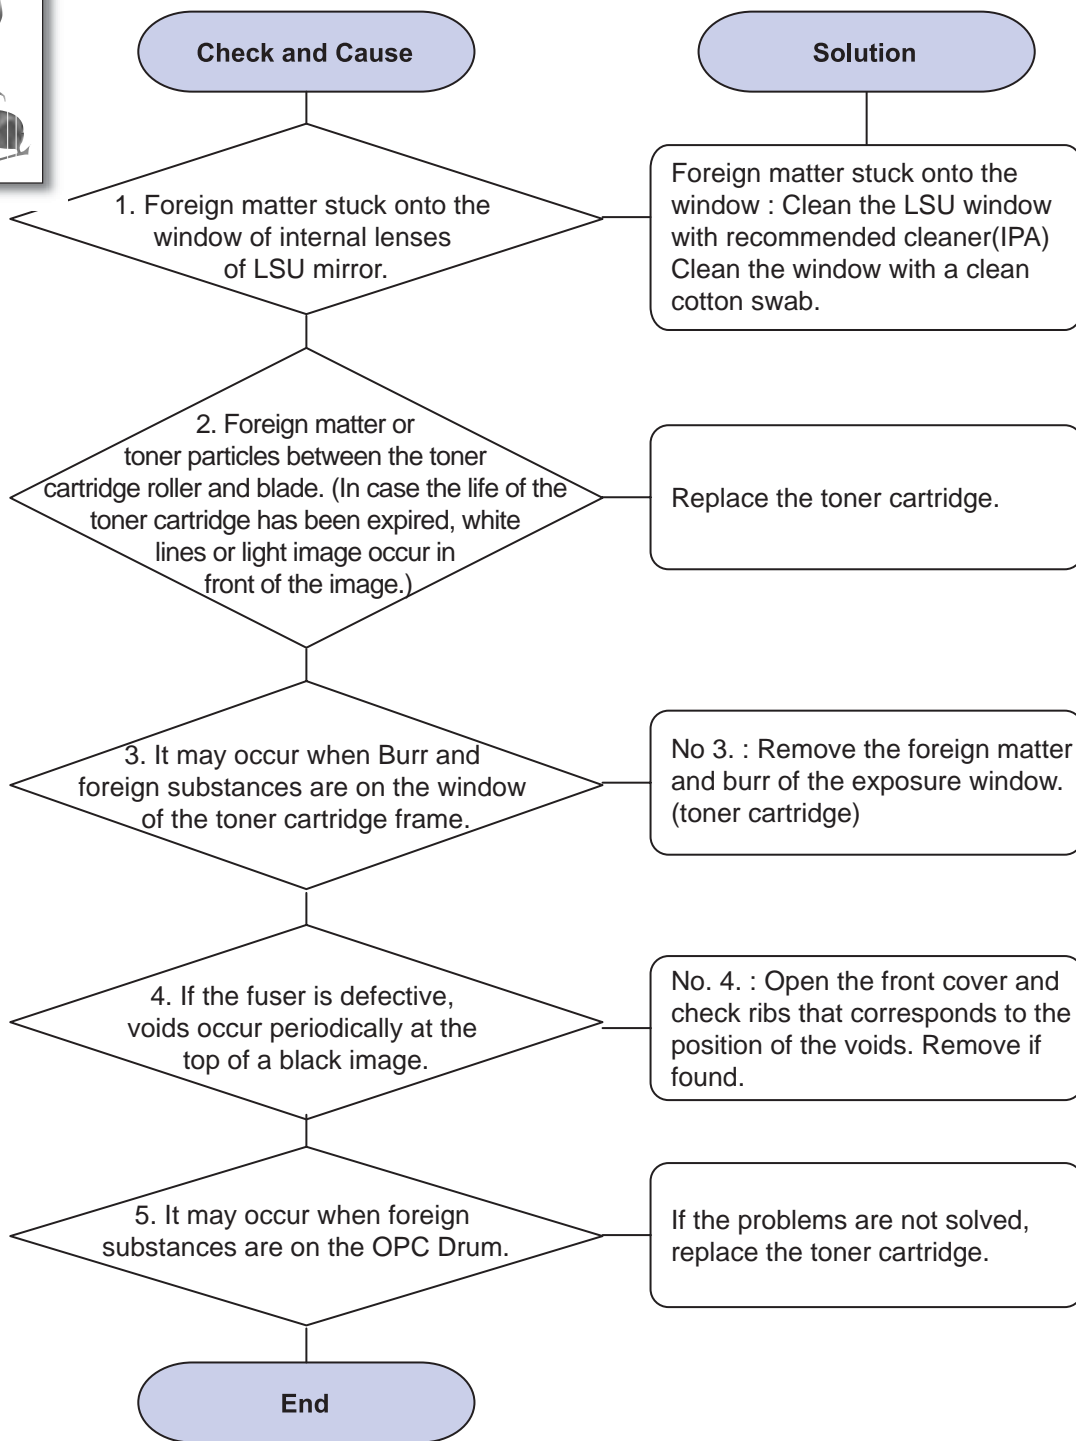 Check and Cause
Solution
1. Foreign matter stuck onto the
window of internal lenses
of LSU mirror.
Foreign matter stuck onto the
window : Clean the LSU window
with recommended cleaner(IPA)
Clean the window with a clean
cotton swab.
2. Foreign matter or
toner particles between the toner
cartridge roller and blade. (In case the life of the
toner cartridge has been expired, white
lines or light image occur in
front of the image.)
Replace the toner cartridge.
3. It may occur when Burr and
foreign substances are on the window
of the toner cartridge frame.
No 3. : Remove the foreign matter
and burr of the exposure window.
(toner cartridge)
4. If the fuser is defective,
voids occur periodically at the
top of a black image.
No. 4. : Open the front cover and
check ribs that corresponds to the
position of the voids. Remove if
found.
5. It may occur when foreign
substances are on the OPC Drum.
If the problems are not solved,
replace the toner cartridge.
End